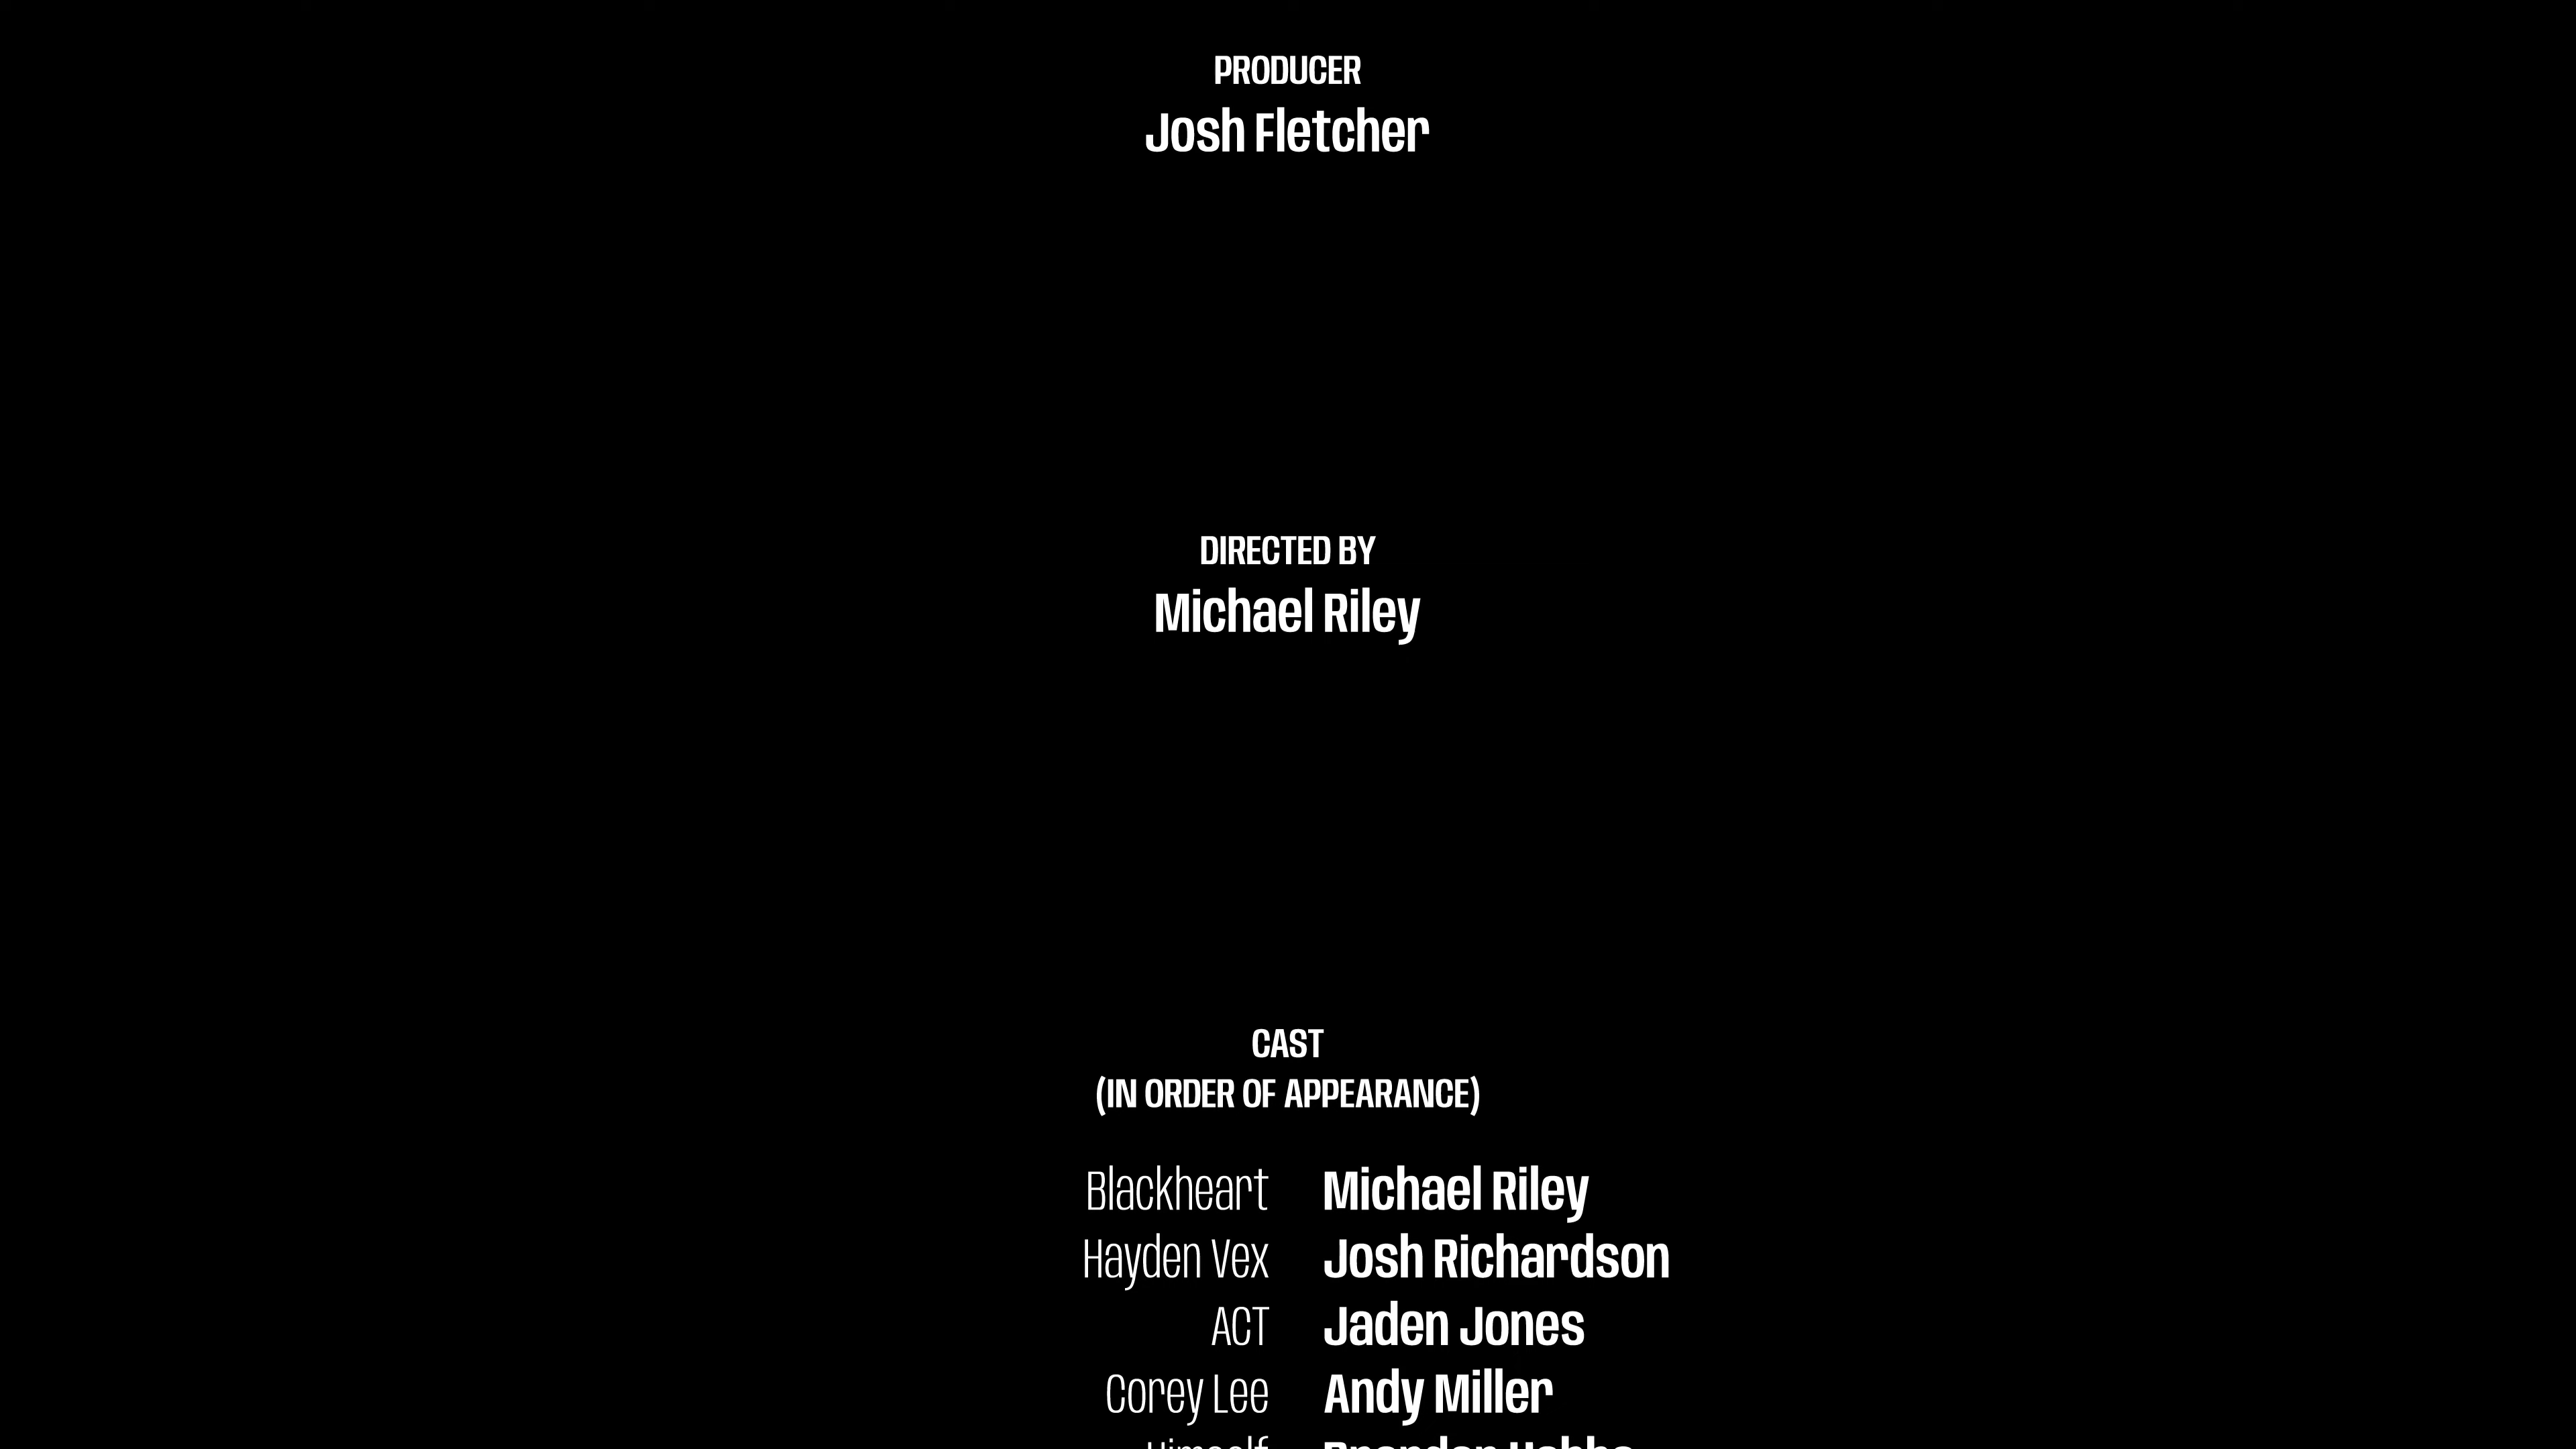 PRODUCER
Josh Fletcher
DIRECTED BY
Michael Riley
CAST
(IN ORDER OF APPEARANCE)
Blackheart Michael Riley
Hayden Vex Josh Richardson
ACT Jaden Jones
Corey Lee Andy Miller
Himself